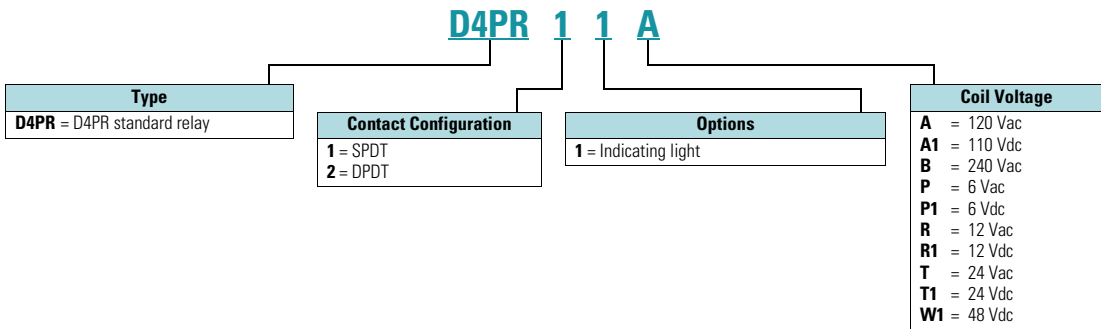 D4PR 1 1 A
Type
D4PR = D4PR standard relay
Contact Configuration
1 = SPDT
2 = DPDT
Options
1 = Indicating light
Coil Voltage
A = 120 Vac
A1 = 110 Vdc
B = 240 Vac
P = 6 Vac
P1 = 6 Vdc
R = 12 Vac
R1 = 12 Vdc
T = 24 Vac
T1 = 24 Vdc
W1 = 48 Vdc